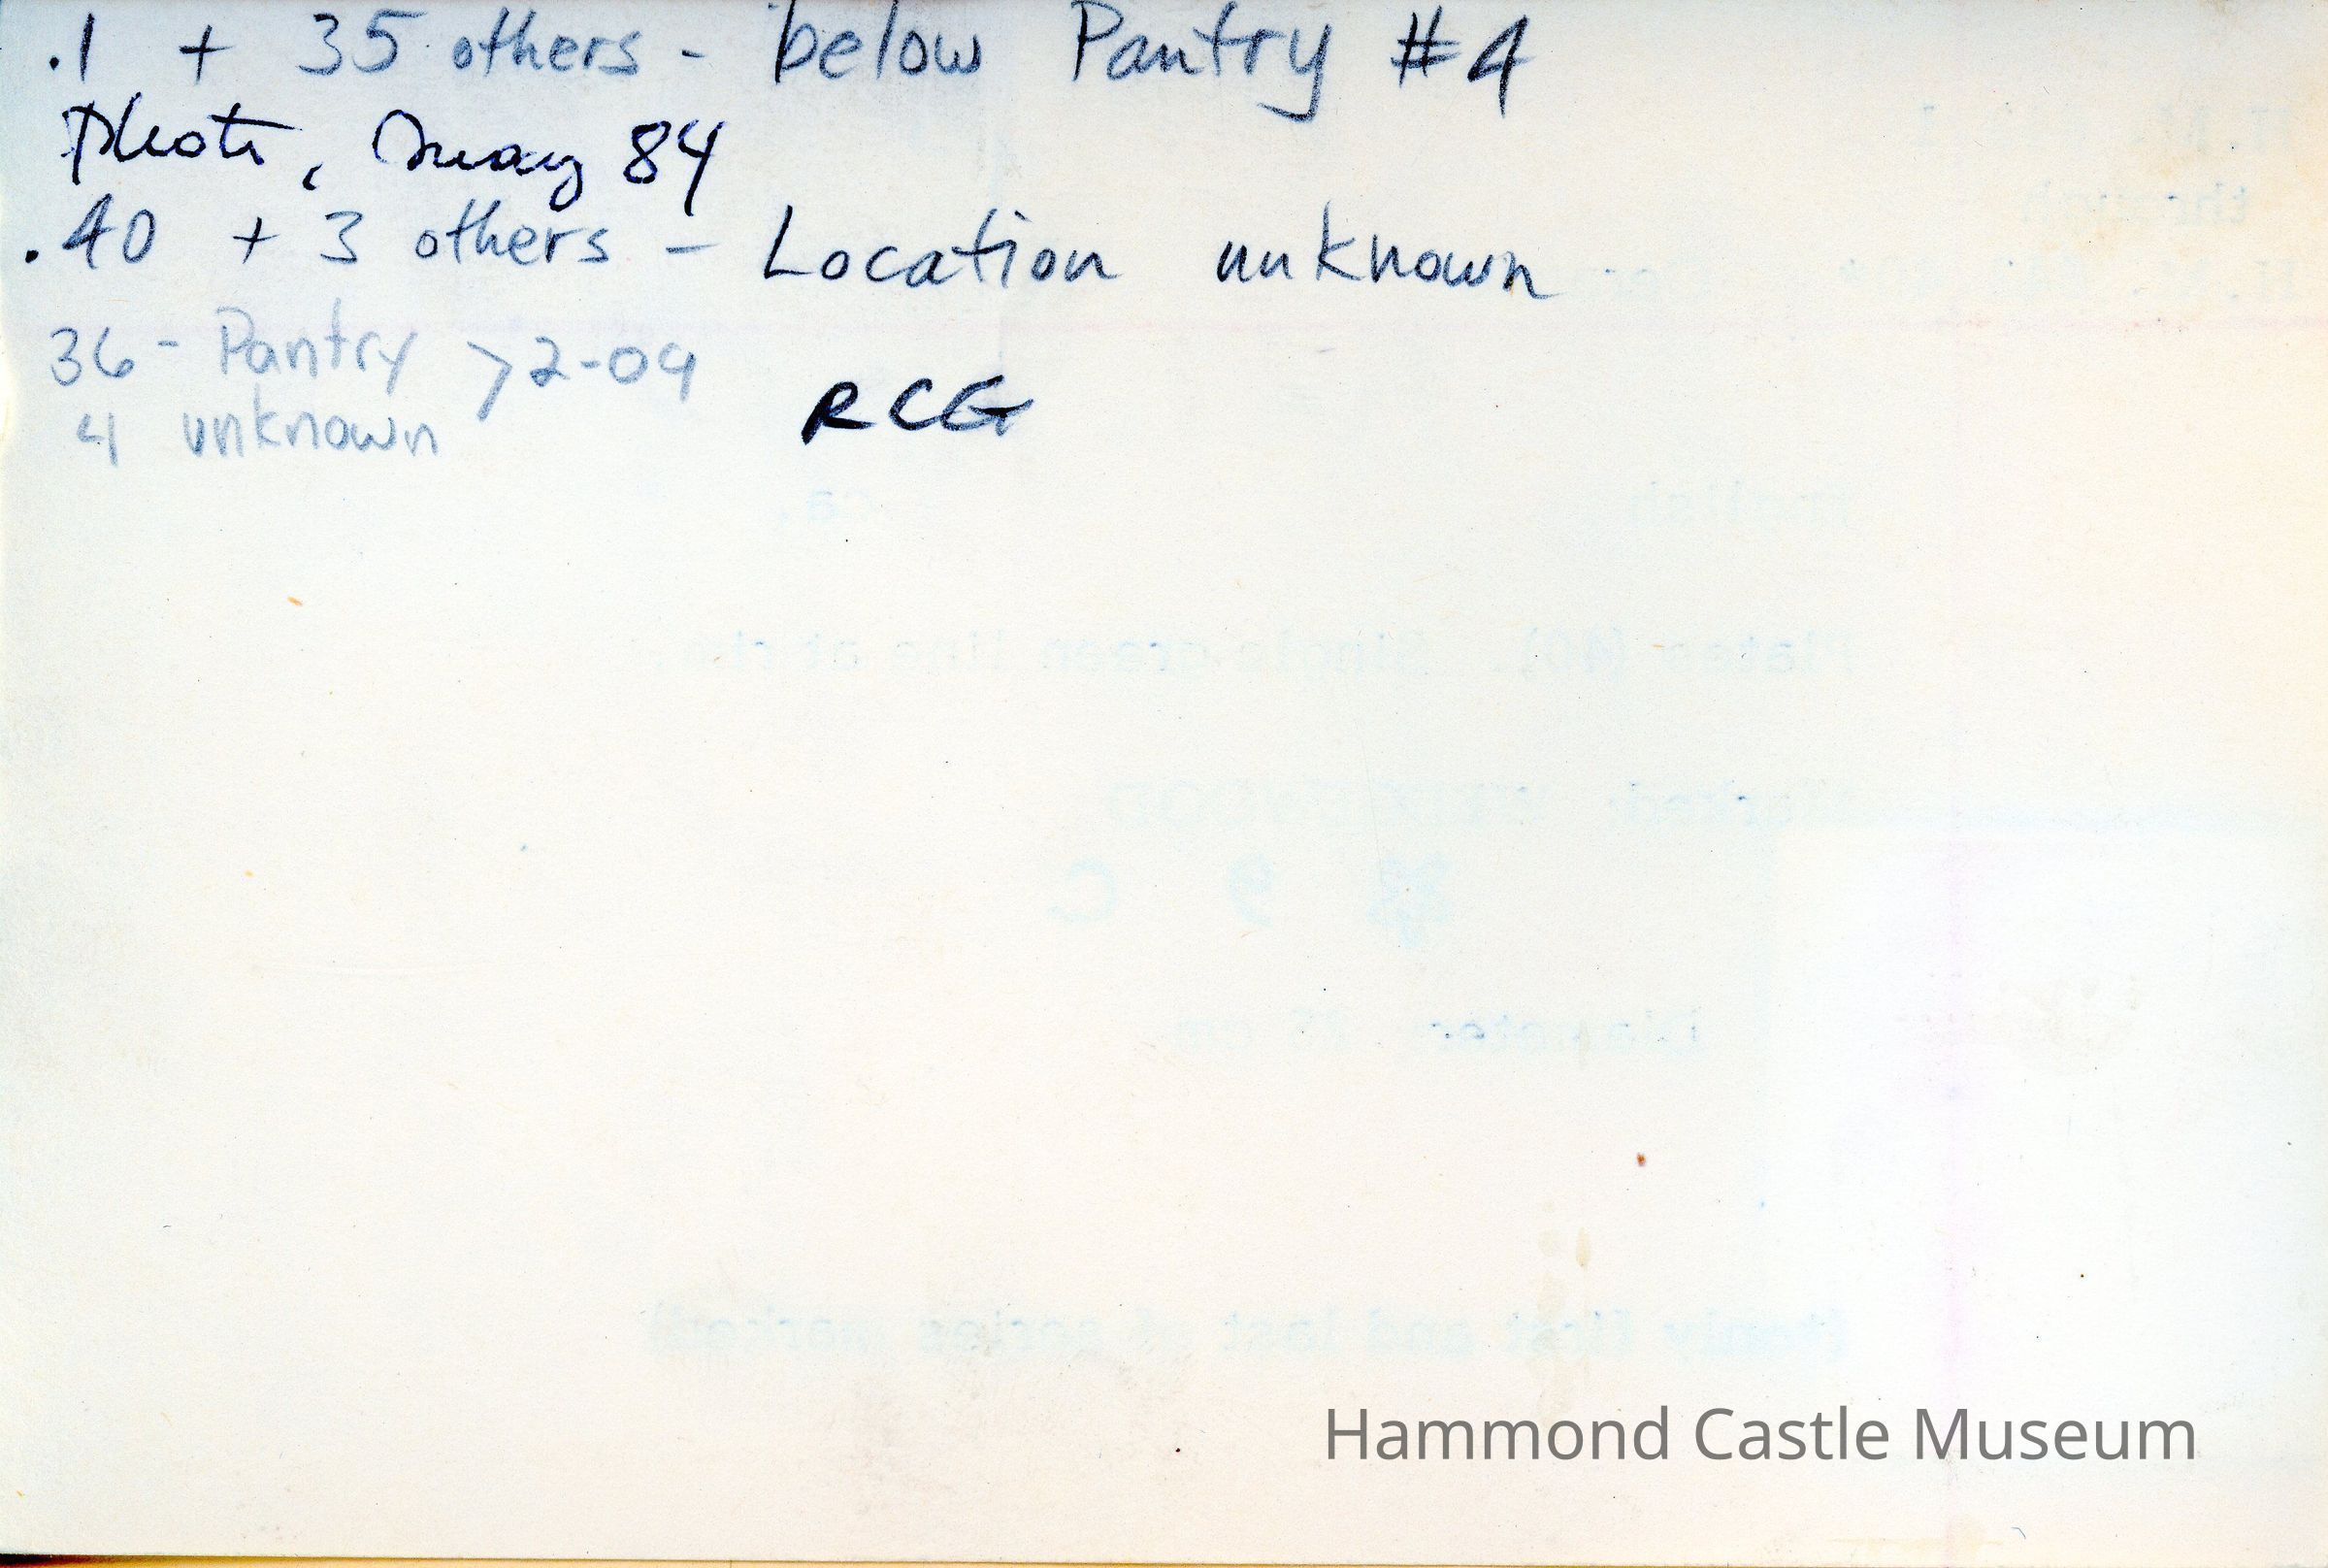 .1 + 35 others - below Pantry #4
Photo, May 84
.40 + 3 others - Location unknown
36 - Pantry > 2-09
4 unknown
RCG
Hammond Castle Museum